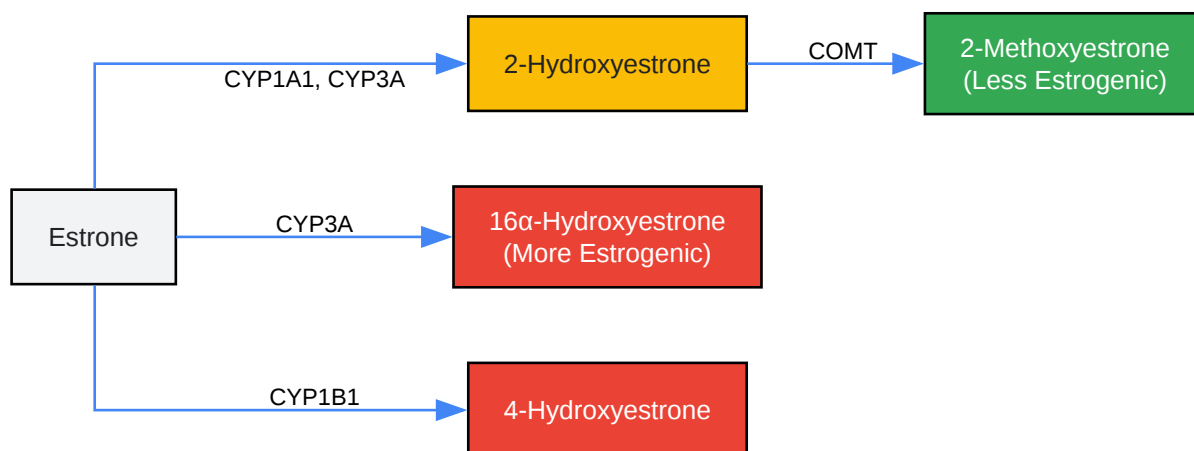 CYP1A1, CYP3A
2-Hydroxyestrone
COMT
2-Methoxyestrone
(Less Estrogenic)
Estrone
CYP3A
16α-Hydroxyestrone
(More Estrogenic)
CYP1B1
4-Hydroxyestrone